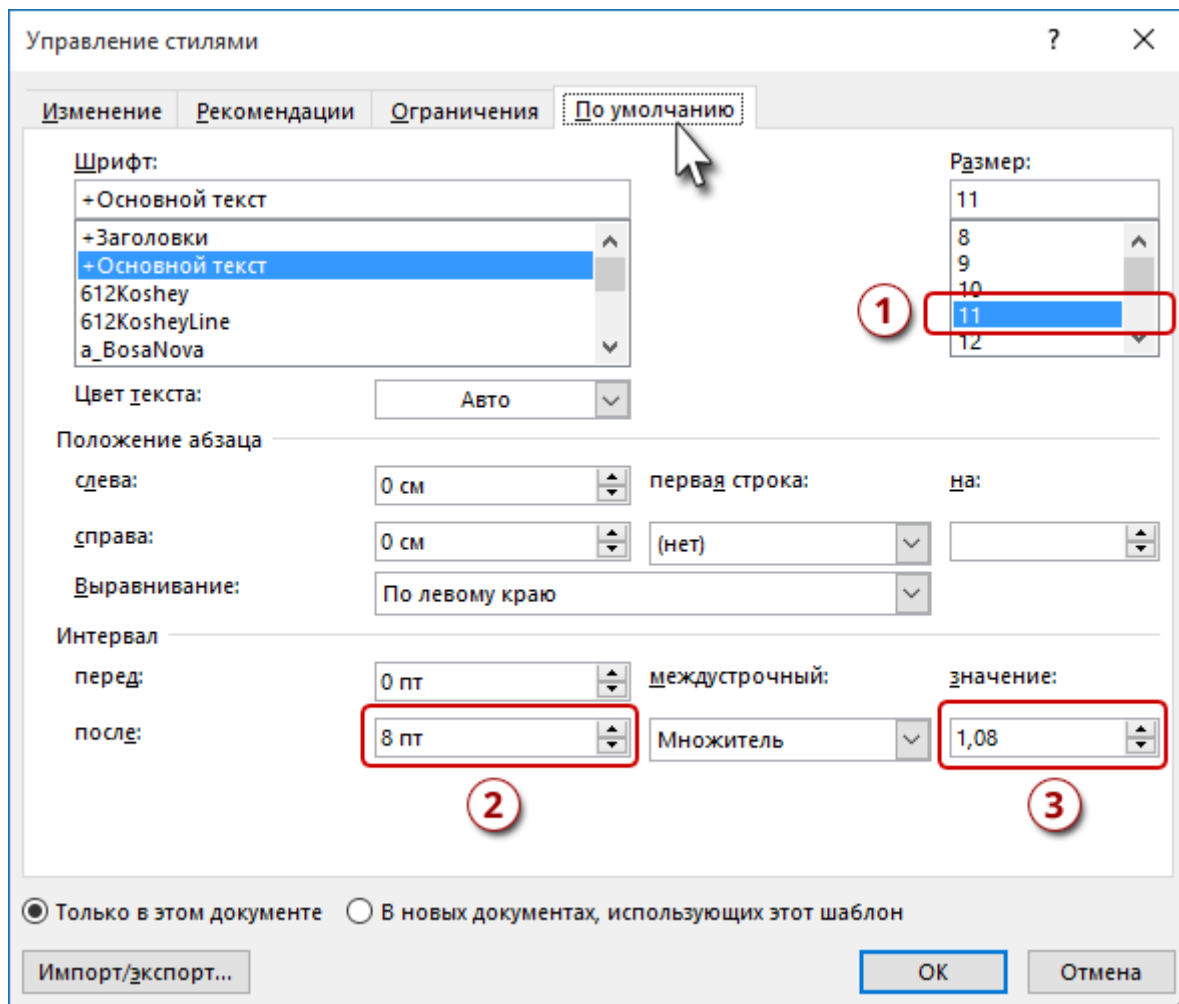 Управление стилями ?
Изменение Рекомендации Ограничения По умолчанию
Шрифт: Размер:
+Основной текст 11
+Заголовки 8
+Основной текст 9
612Koshey 10
612KosheyLine 1 11
a_BosaNova 12
Цвет текста: Авто
Положение абзаца
слева: 0 см первая строка: на:
справа: 0 см (нет)
Выравнивание: По левому краю
Интервал
перед: 0 пт междустрочный: значение:
после: 8 пт Множитель 1,08
2 3
Только в этом документе В новых документах, использующих этот шаблон
Импорт/экспорт... ОК Отмена